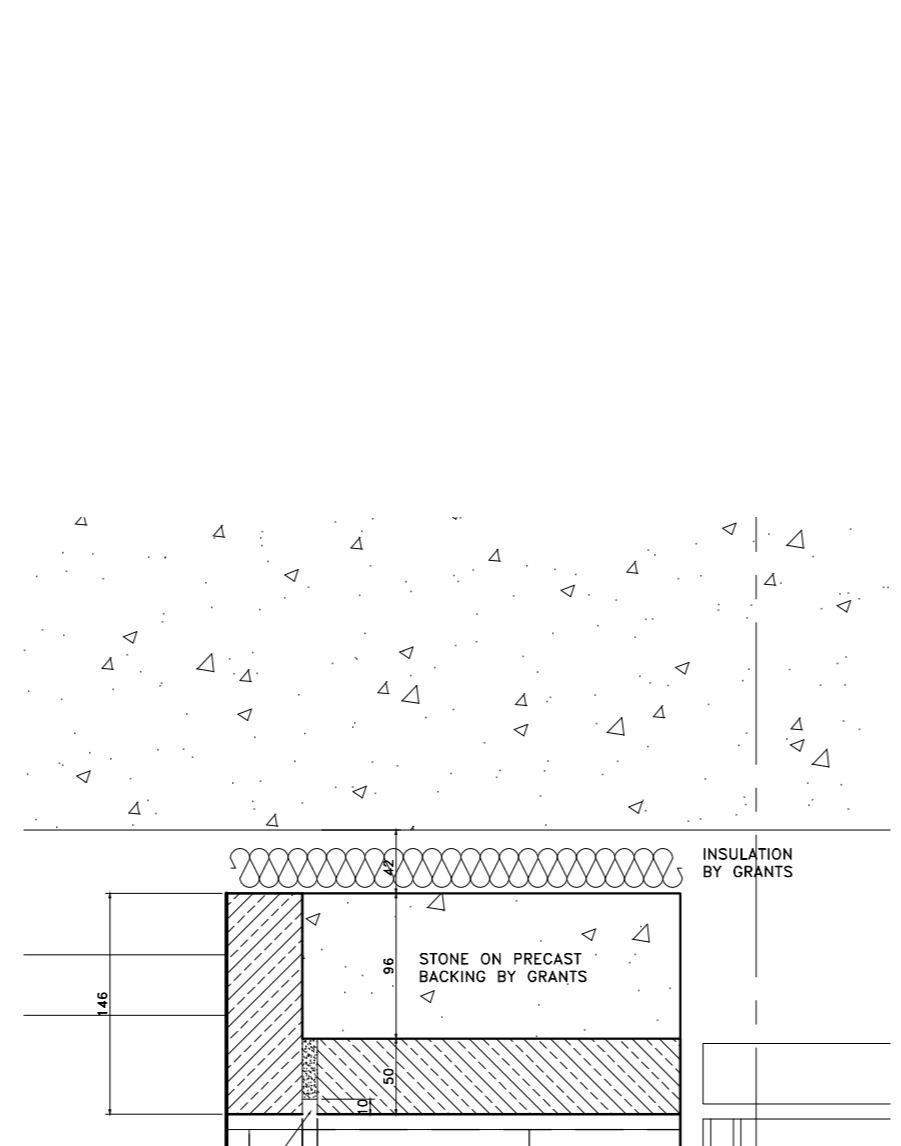 INSULATION
BY GRANTS
42
STONE ON PRECAST
BACKING BY GRANTS
96
146
50
10